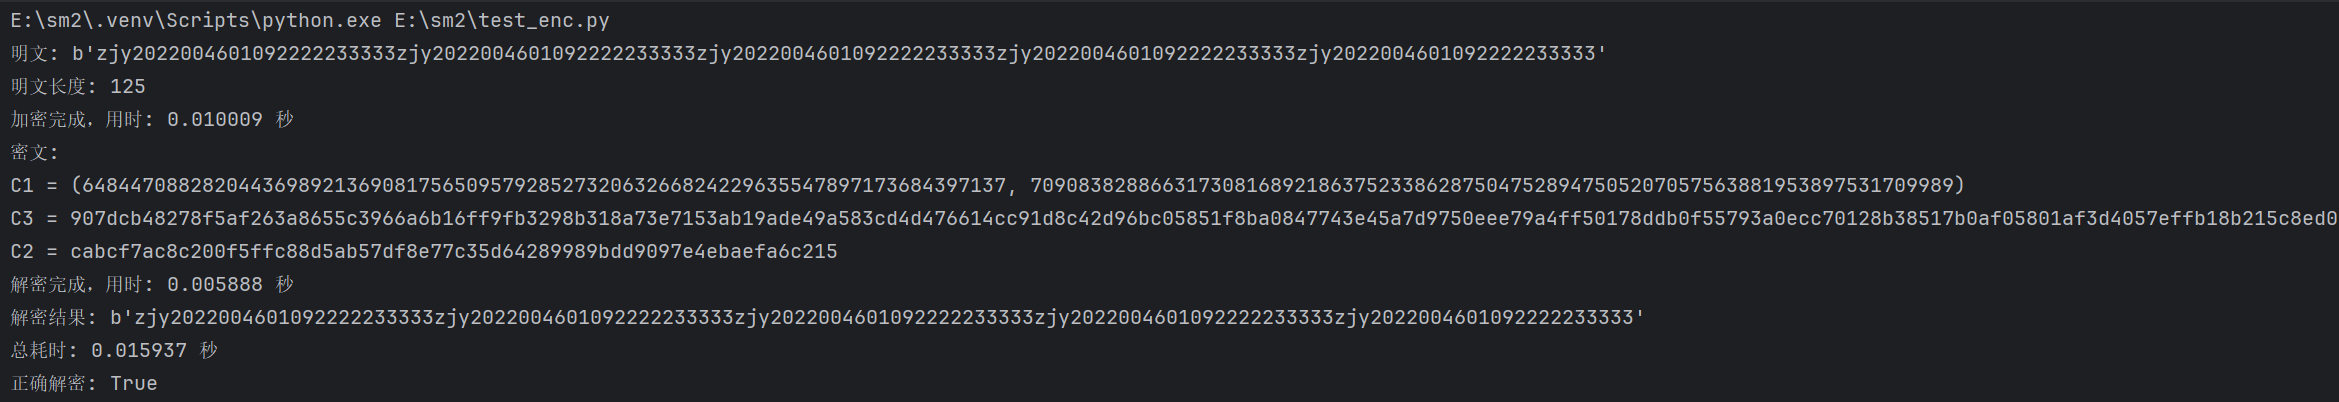 E:\sm2\.venv\Scripts\python.exe E:\sm2\test_enc.py
明文: b'zjy2022004601092222233333zjy2022004601092222233333zjy2022004601092222233333zjy2022004601092222233333zjy2022004601092222233333'
明文长度: 125
加密完成，用时: 0.010009 秒
密文:
C1 = (64844708828204436989213690817565095792852732063266824229635547897173684397137, 70908382886631730816892186375233862875047528947505207057563881953897531709989)
C3 = 907dcb48278f5af263a8655c3966a6b16ff9fb3298b318a73e7153ab19ade49a583cd4d476614cc91d8c42d96bc05851f8ba0847743e45a7d9750eee79a4ff50178ddb0f55793a0ecc70128b38517b0af05801af3d4057effb18b215c8ed0
C2 = cabcf7ac8c200f5ffc88d5ab57df8e77c35d64289989bdd9097e4ebaefa6c215
解密完成，用时: 0.005888 秒
解密结果: b'zjy2022004601092222233333zjy2022004601092222233333zjy2022004601092222233333zjy2022004601092222233333zjy2022004601092222233333'
总耗时: 0.015937 秒
正确解密: True